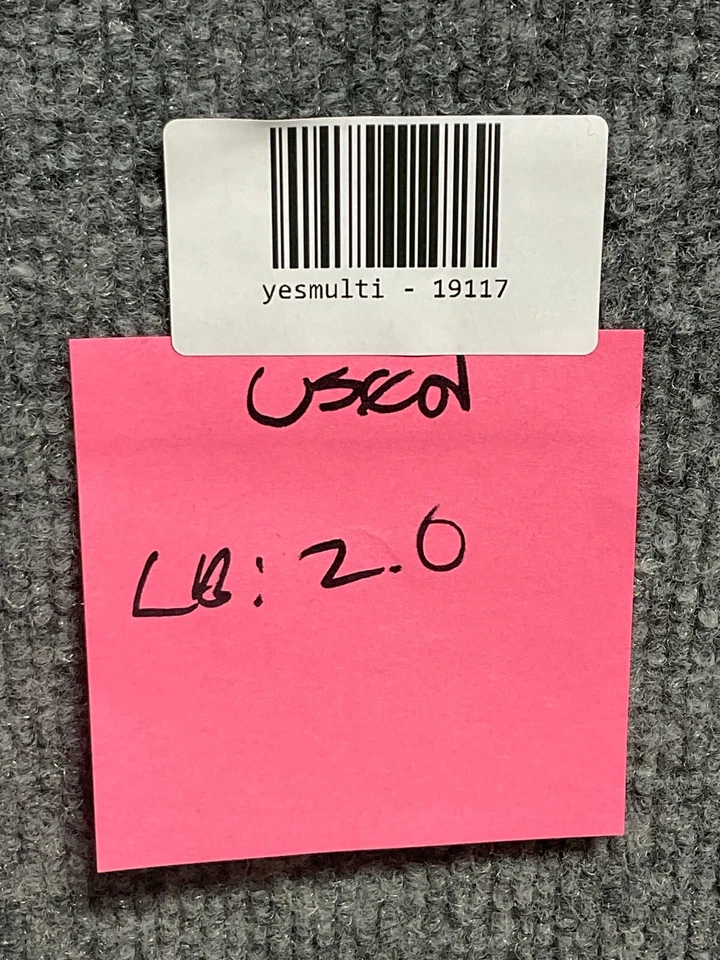 yesmulti - 19117
used
LB: 2.0